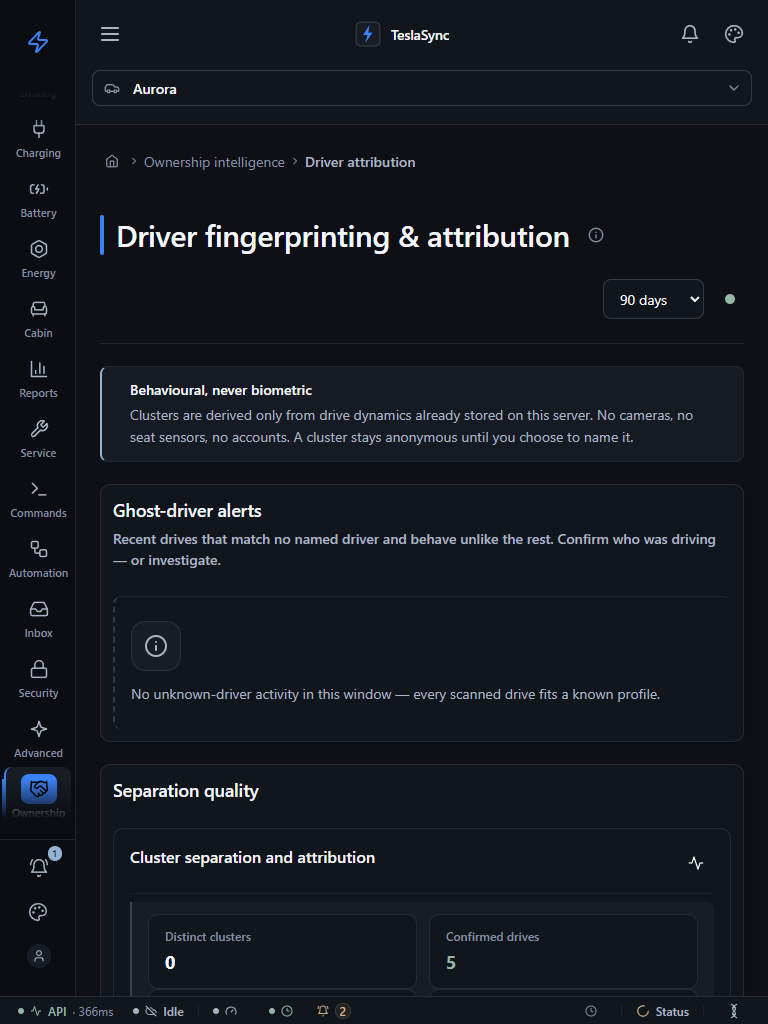 TeslaSync
Aurora
Driving
Charging
Battery
Energy
Cabin
Reports
Service
Commands
Automation
Inbox
Security
Advanced
Ownership
1
Ownership intelligence
Driver attribution
Driver fingerprinting & attribution
90 days
Behavioural, never biometric
Clusters are derived only from drive dynamics already stored on this server. No cameras, no
seat sensors, no accounts. A cluster stays anonymous until you choose to name it.
Ghost-driver alerts
Recent drives that match no named driver and behave unlike the rest. Confirm who was driving
— or investigate.
No unknown-driver activity in this window — every scanned drive fits a known profile.
Separation quality
Cluster separation and attribution
Distinct clusters
0
Confirmed drives
5
API · 366ms
Idle
2
Status